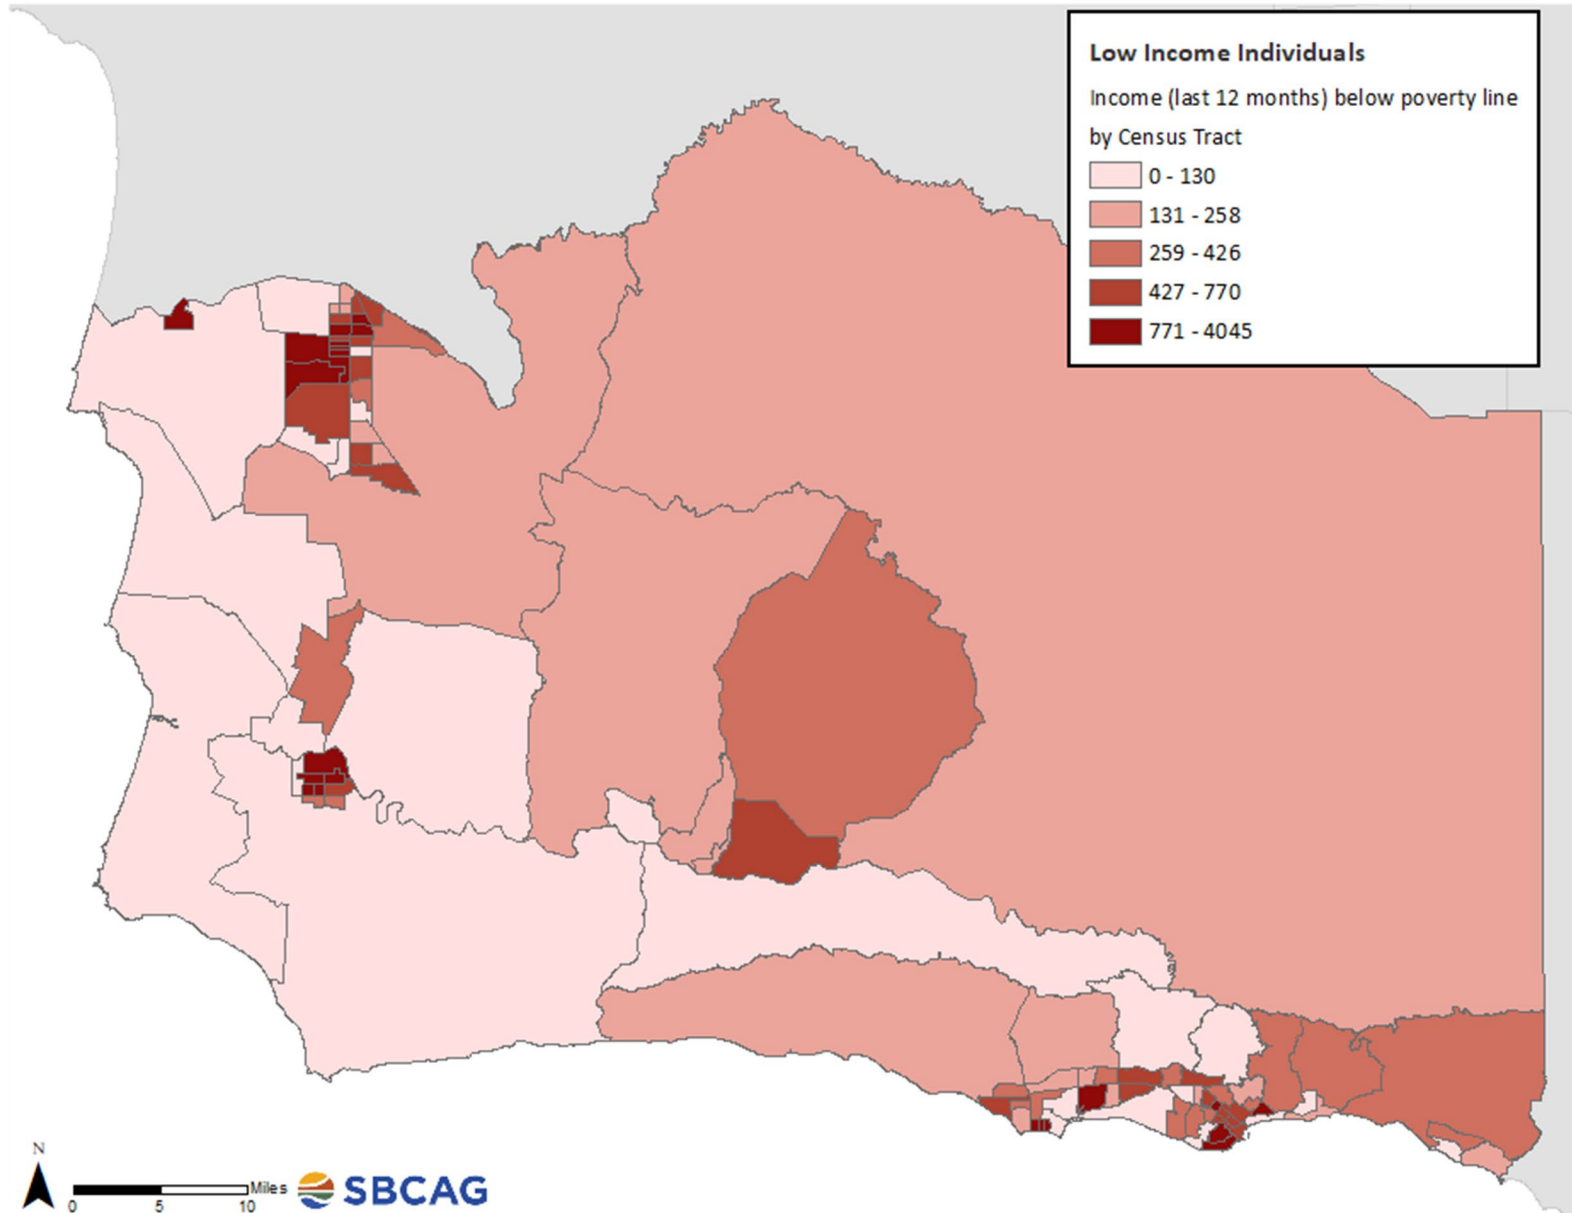 Low Income Individuals
Income (last 12 months) below poverty line
by Census Tract
0 - 130
131 - 258
259 - 426
427 - 770
771 - 4045
N
Miles
0 5 10
SBCAG